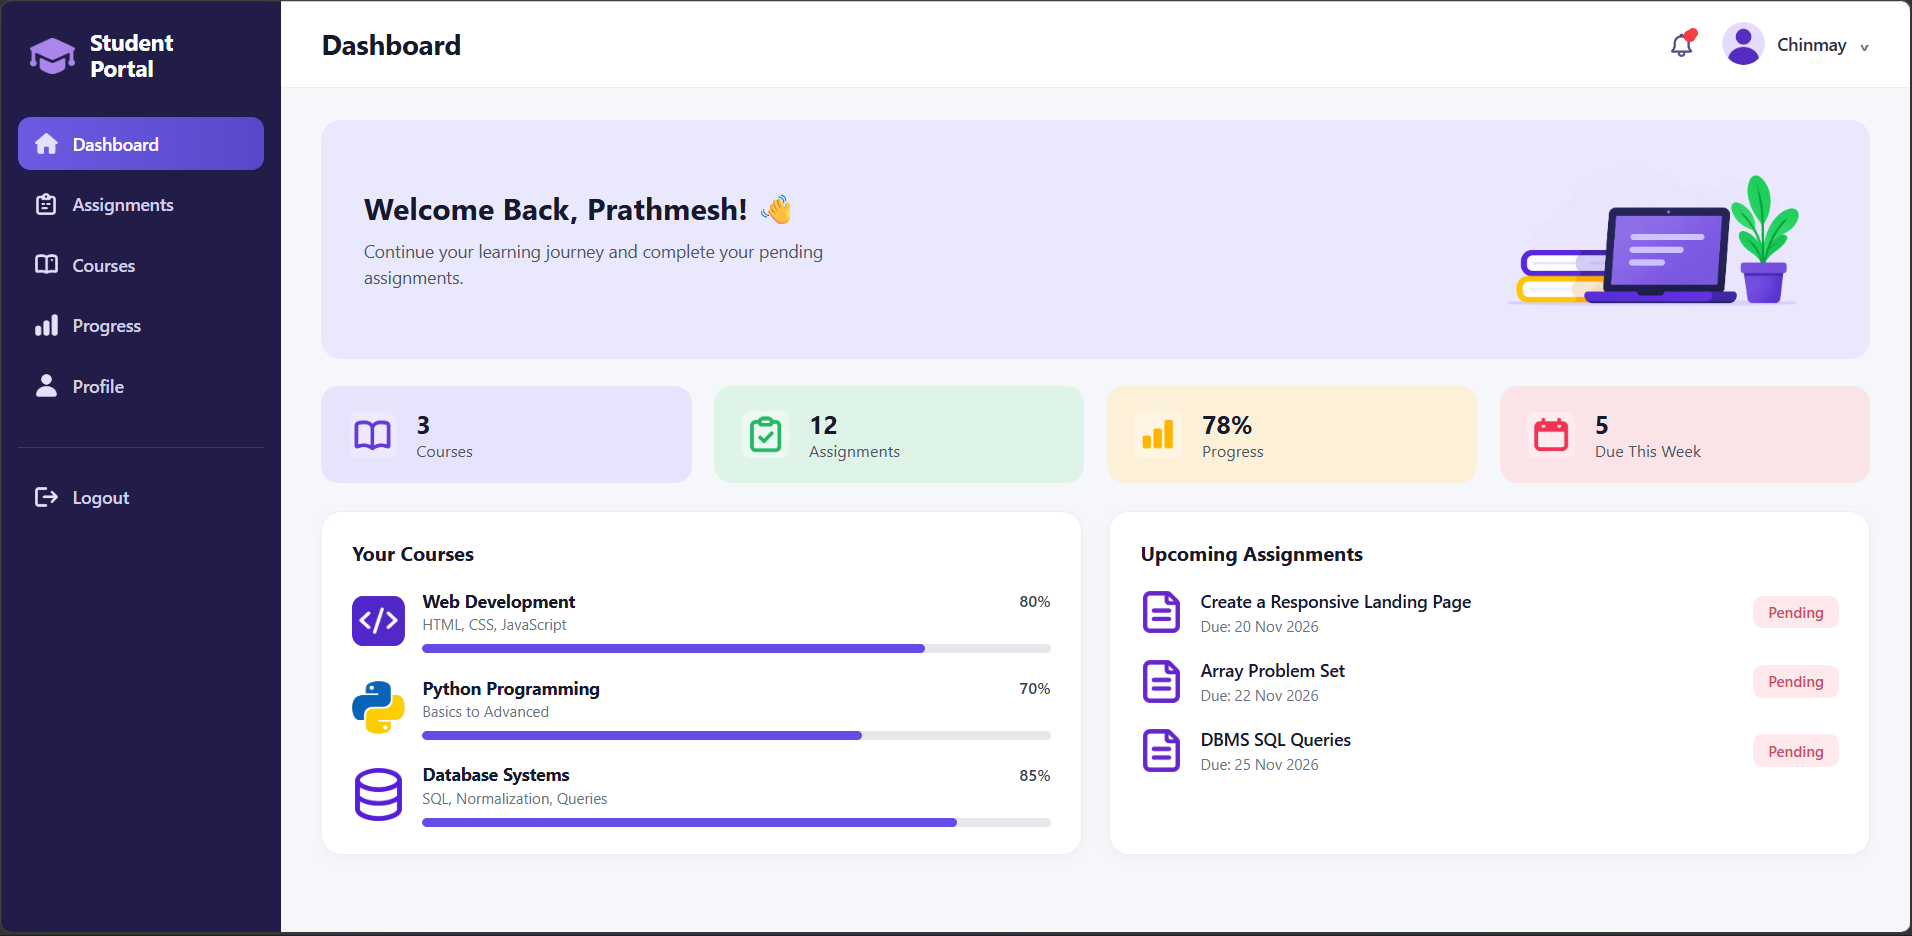 Student
Portal
Dashboard
Assignments
Courses
Progress
Profile
Logout
Dashboard
Chinmay
Welcome Back, Prathmesh! 👋
Continue your learning journey and complete your pending
assignments.
3
Courses
12
Assignments
78%
Progress
5
Due This Week
Your Courses
Web Development
80%
HTML, CSS, JavaScript
Python Programming
70%
Basics to Advanced
Database Systems
85%
SQL, Normalization, Queries
Upcoming Assignments
Create a Responsive Landing Page
Due: 20 Nov 2026
Pending
Array Problem Set
Due: 22 Nov 2026
Pending
DBMS SQL Queries
Due: 25 Nov 2026
Pending